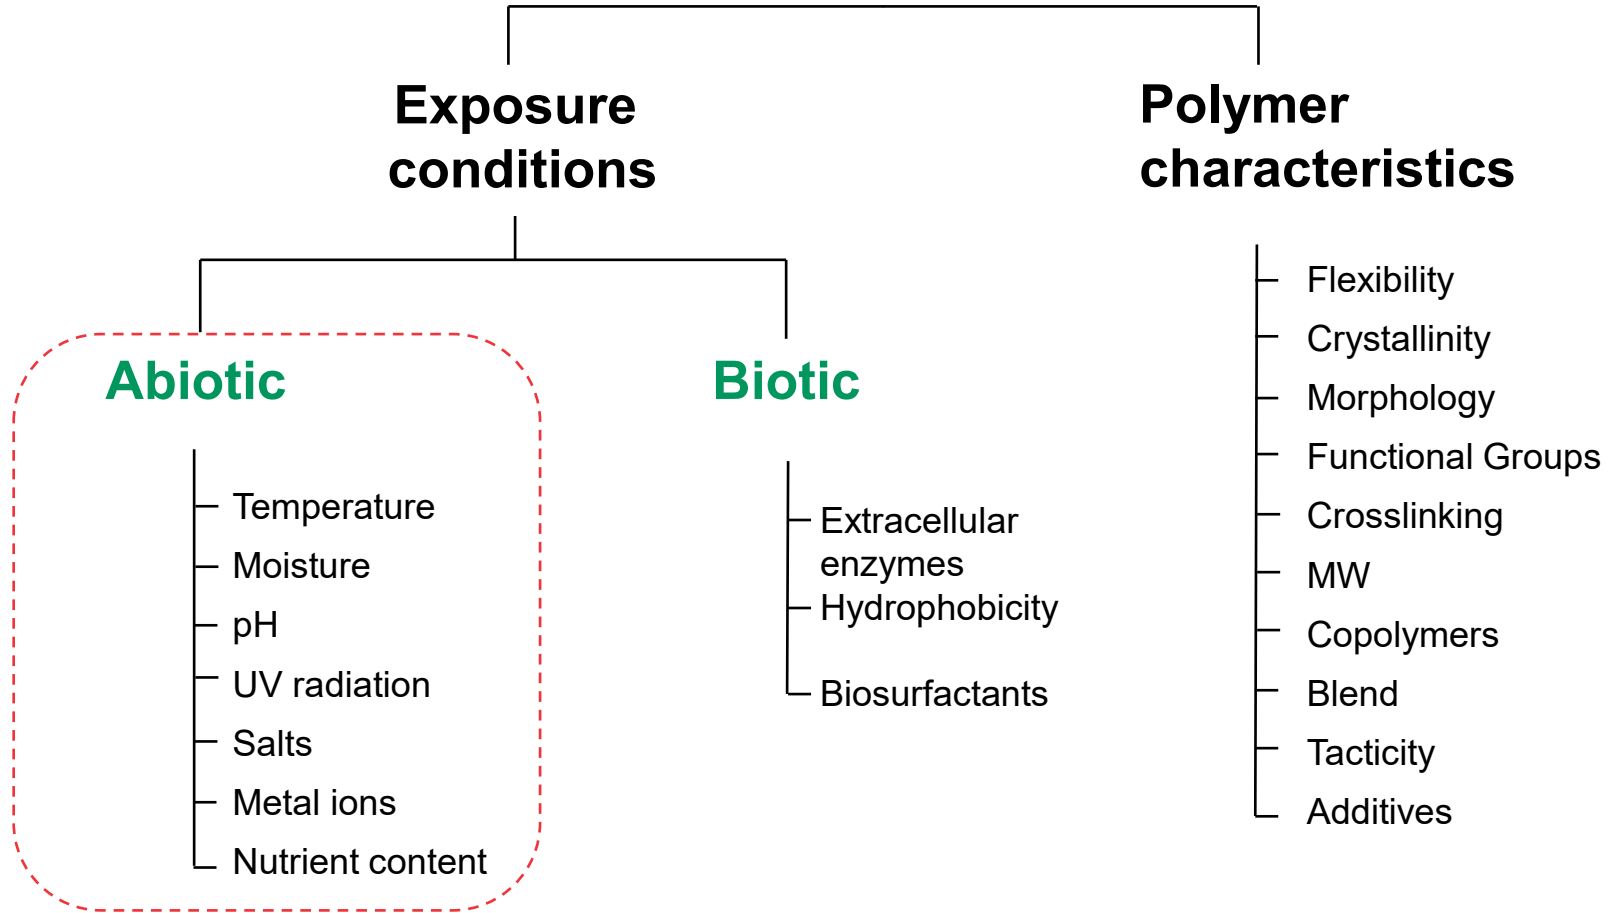 Exposure
conditions
Polymer
characteristics
Abiotic
Temperature
Moisture
pH
UV radiation
Salts
Metal ions
Nutrient content
Biotic
Extracellular
enzymes
Hydrophobicity
Biosurfactants
Flexibility
Crystallinity
Morphology
Functional Groups
Crosslinking
MW
Copolymers
Blend
Tacticity
Additives